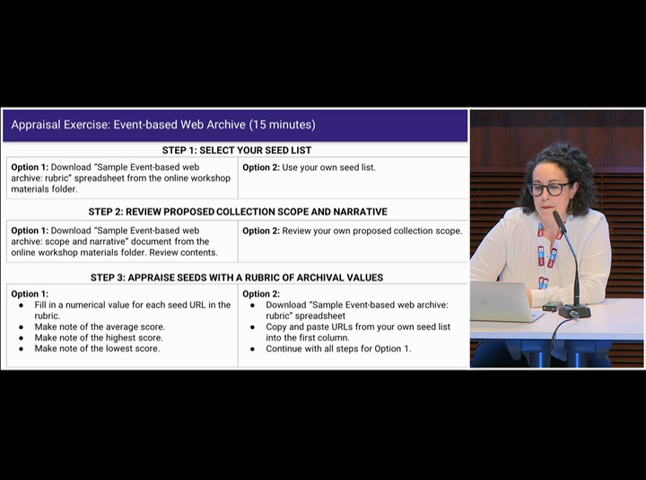 Appraisal Exercise: Event-based Web Archive (15 minutes)
STEP 1: SELECT YOUR SEED LIST
Option 1: Download "Sample Event-based web
archive: rubric" spreadsheet from the online workshop
materials folder.
Option 2: Use your own seed list.
STEP 2: REVIEW PROPOSED COLLECTION SCOPE AND NARRATIVE
Option 1: Download "Sample Event-based web
archive: scope and narrative" document from the
online workshop materials folder. Review contents.
Option 2: Review your own proposed collection scope.
STEP 3: APPRAISE SEEDS WITH A RUBRIC OF ARCHIVAL VALUES
Option 1:
● Fill in a numerical value for each seed URL in the
rubric.
● Make note of the average score.
● Make note of the highest score.
● Make note of the lowest score.
Option 2:
● Download "Sample Event-based web archive:
rubric" spreadsheet
● Copy and paste URLs from your own seed list
into the first column.
● Continue with all steps for Option 1.